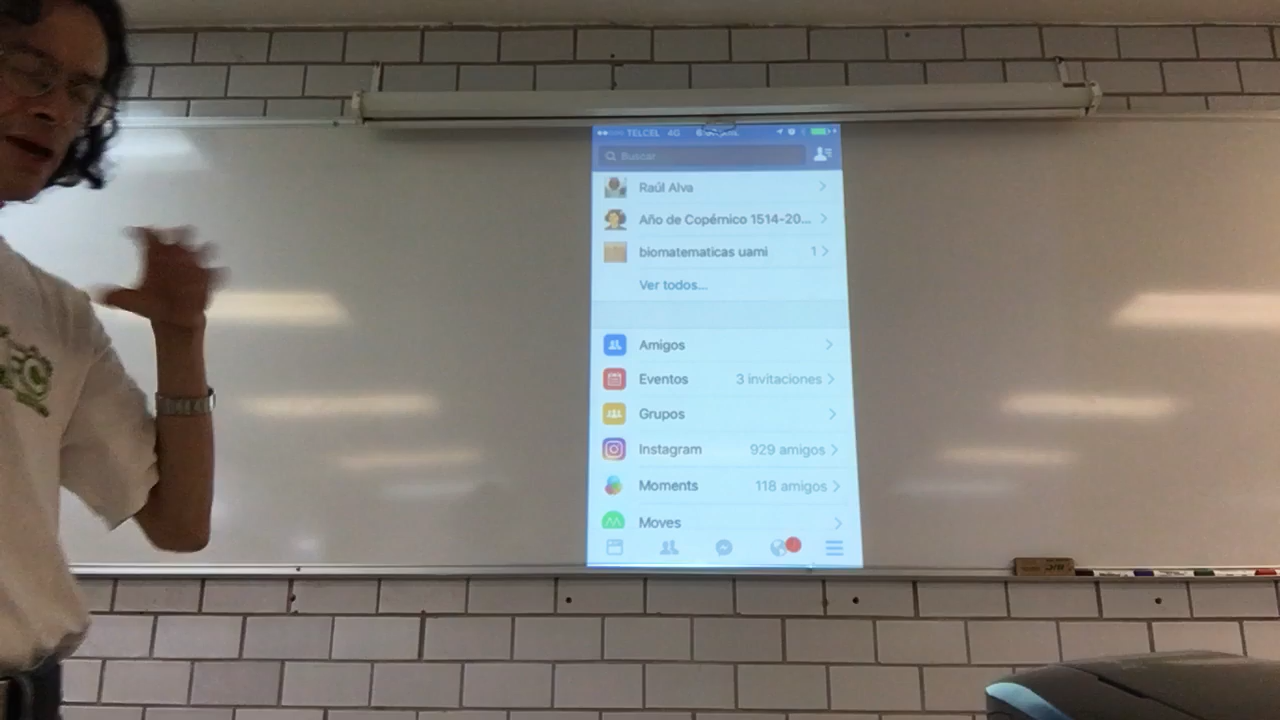 TELCEL 4G
Buscar
Raúl Alva
Año de Copérnico 1514-20...
biomatematicas uami 1
Ver todos...
Amigos
Eventos 3 invitaciones
Grupos
Instagram 929 amigos
Moments 118 amigos
Moves